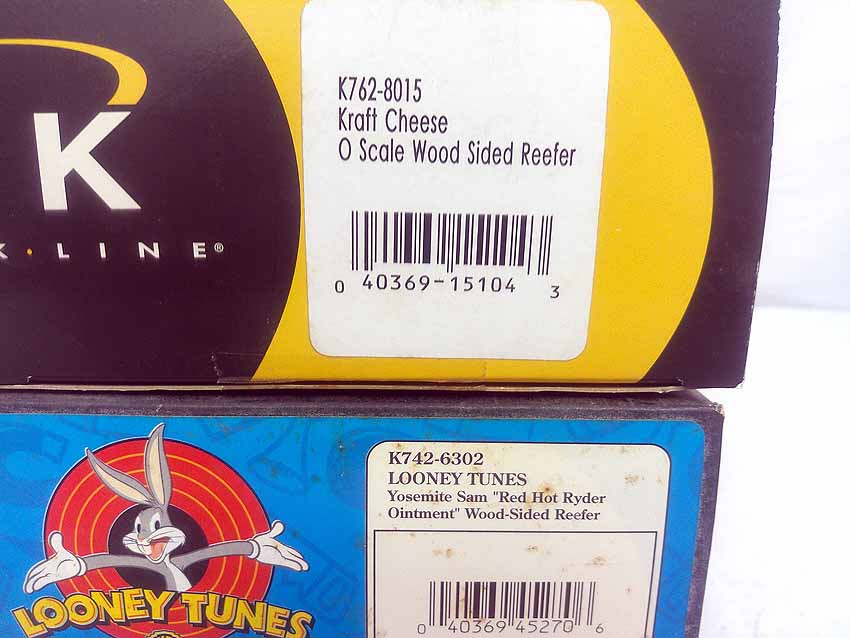 K
K·LINE®
K762-8015
Kraft Cheese
O Scale Wood Sided Reefer
0 40369-15104 3
LOONEY TUNES
K742-6302
LOONEY TUNES
Yosemite Sam "Red Hot Ryder
Ointment" Wood-Sided Reefer
0 40369 45270 6